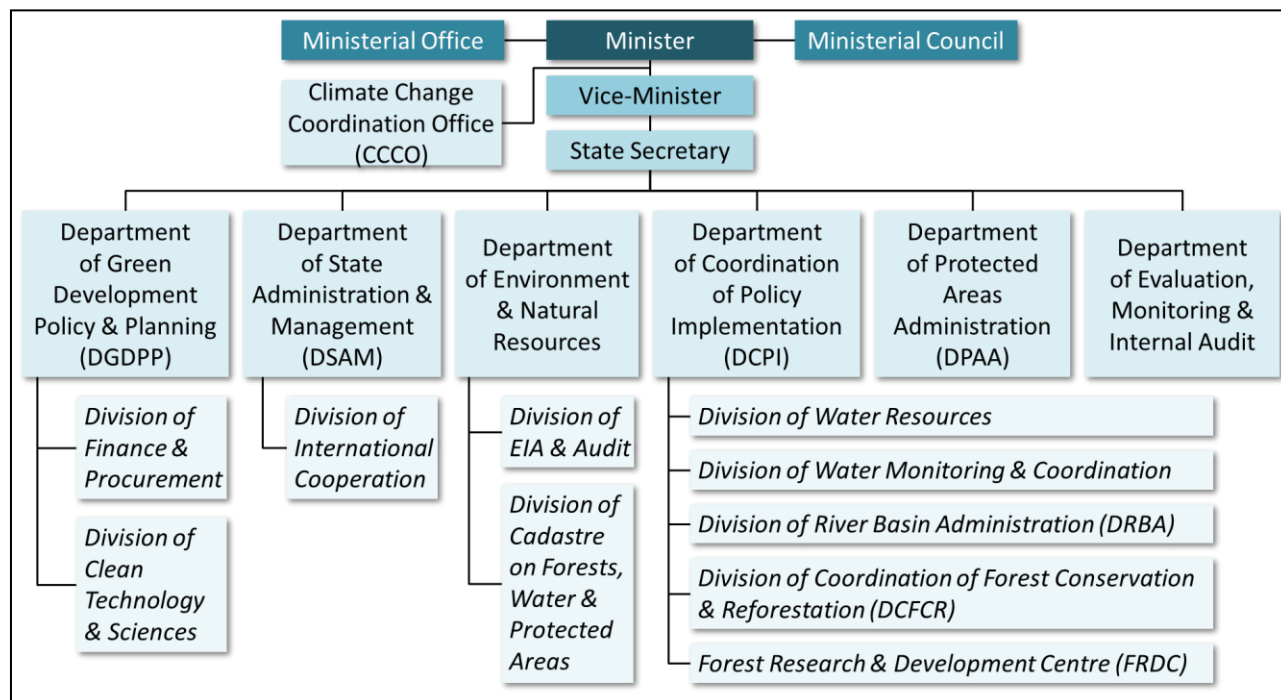 Ministerial Office
Minister
Ministerial Council
Climate Change
Coordination Office
(CCCO)
Vice-Minister
State Secretary
Department
of Green
Development
Policy & Planning
(DGDPP)
Department
of State
Administration &
Management
(DSAM)
Department
of Environment
& Natural
Resources
Department
of Coordination
of Policy
Implementation
(DCPI)
Department
of Protected
Areas
Administration
(DPAA)
Department
of Evaluation,
Monitoring &
Internal Audit
Division of
Finance &
Procurement
Division of
Clean
Technology
& Sciences
Division of
International
Cooperation
Division of
EIA & Audit
Division of
Cadastre
on Forests,
Water &
Protected
Areas
Division of Water Resources
Division of Water Monitoring & Coordination
Division of River Basin Administration (DRBA)
Division of Coordination of Forest Conservation
& Reforestation (DCFCR)
Forest Research & Development Centre (FRDC)